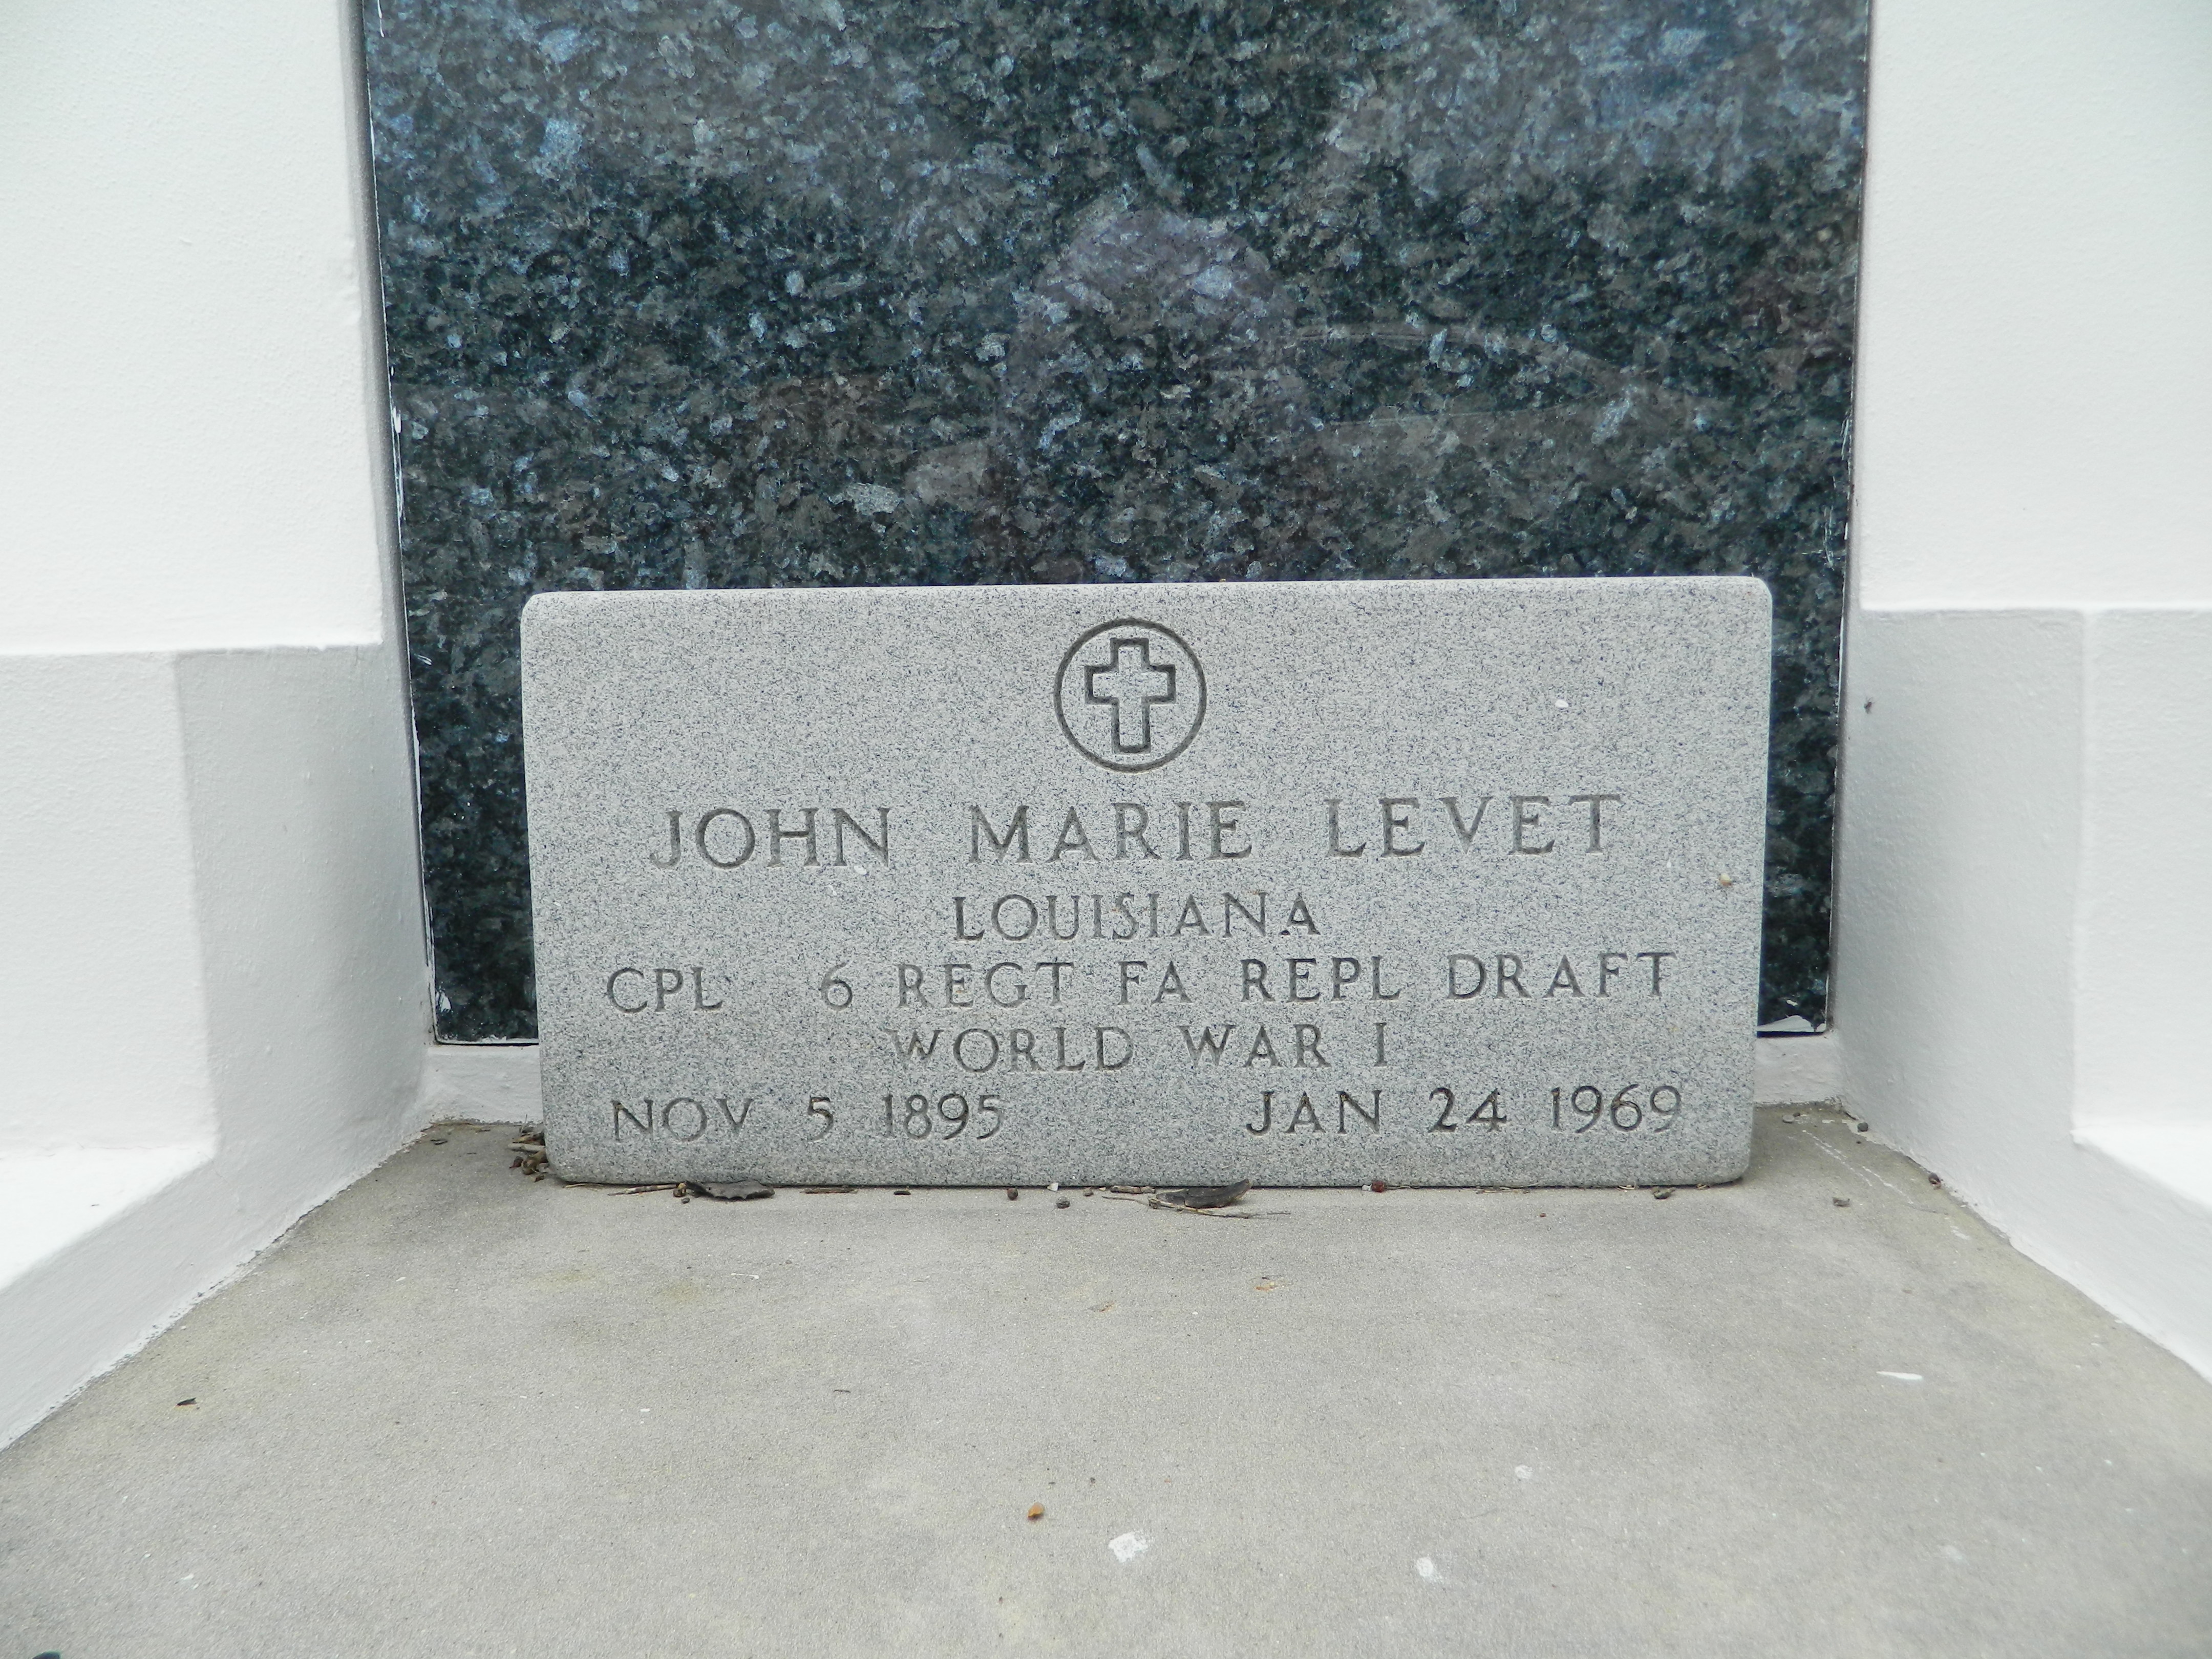 JOHN MARIE LEVET
LOUISIANA
CPL 6 REGT FA REPL DRAFT
WORLD WAR I
NOV 5 1895 JAN 24 1969